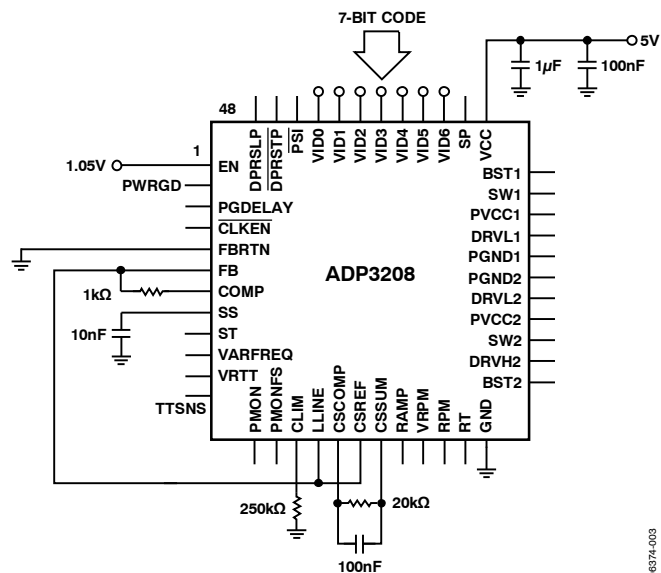 7-BIT CODE
5V
1µF
100nF
48
DPRSLP
DPRSTP
PSI
VID0
VID1
VID2
VID3
VID4
VID5
VID6
SP
VCC
1
1.05V
EN
PWRGD
PGDELAY
CLKEN
FBRTN
FB
COMP
1kΩ
SS
10nF
ST
VARFREQ
VRTT
TTSNS
ADP3208
BST1
SW1
PVCC1
DRVL1
PGND1
PGND2
DRVL2
PVCC2
SW2
DRVH2
BST2
PMON
PMONFS
CLIM
LLINE
CSCOMP
CSREF
CSSUM
RAMP
VRPM
RPM
RT
GND
250kΩ
20kΩ
100nF
6374-003